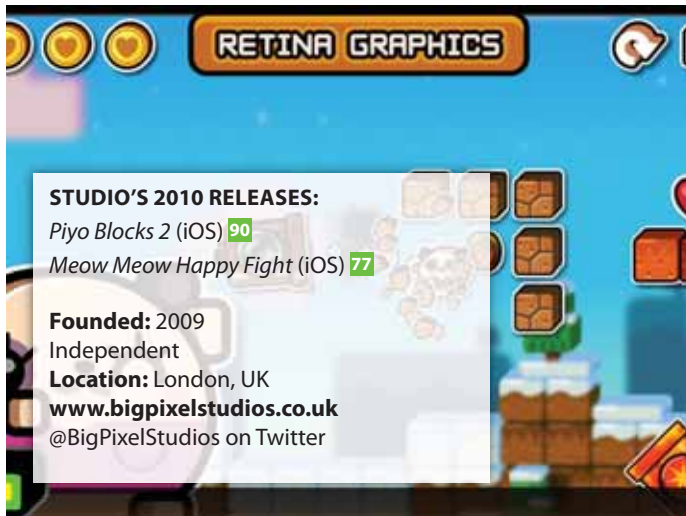 RETINA GRAPHICS
STUDIO'S 2010 RELEASES:
Piyo Blocks 2 (iOS) 90
Meow Meow Happy Fight (iOS) 77
Founded: 2009
Independent
Location: London, UK
www.bigpixelstudios.co.uk
@BigPixelStudios on Twitter